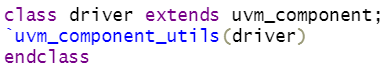 class driver extends uvm_component;
`uvm_component_utils(driver)
endclass